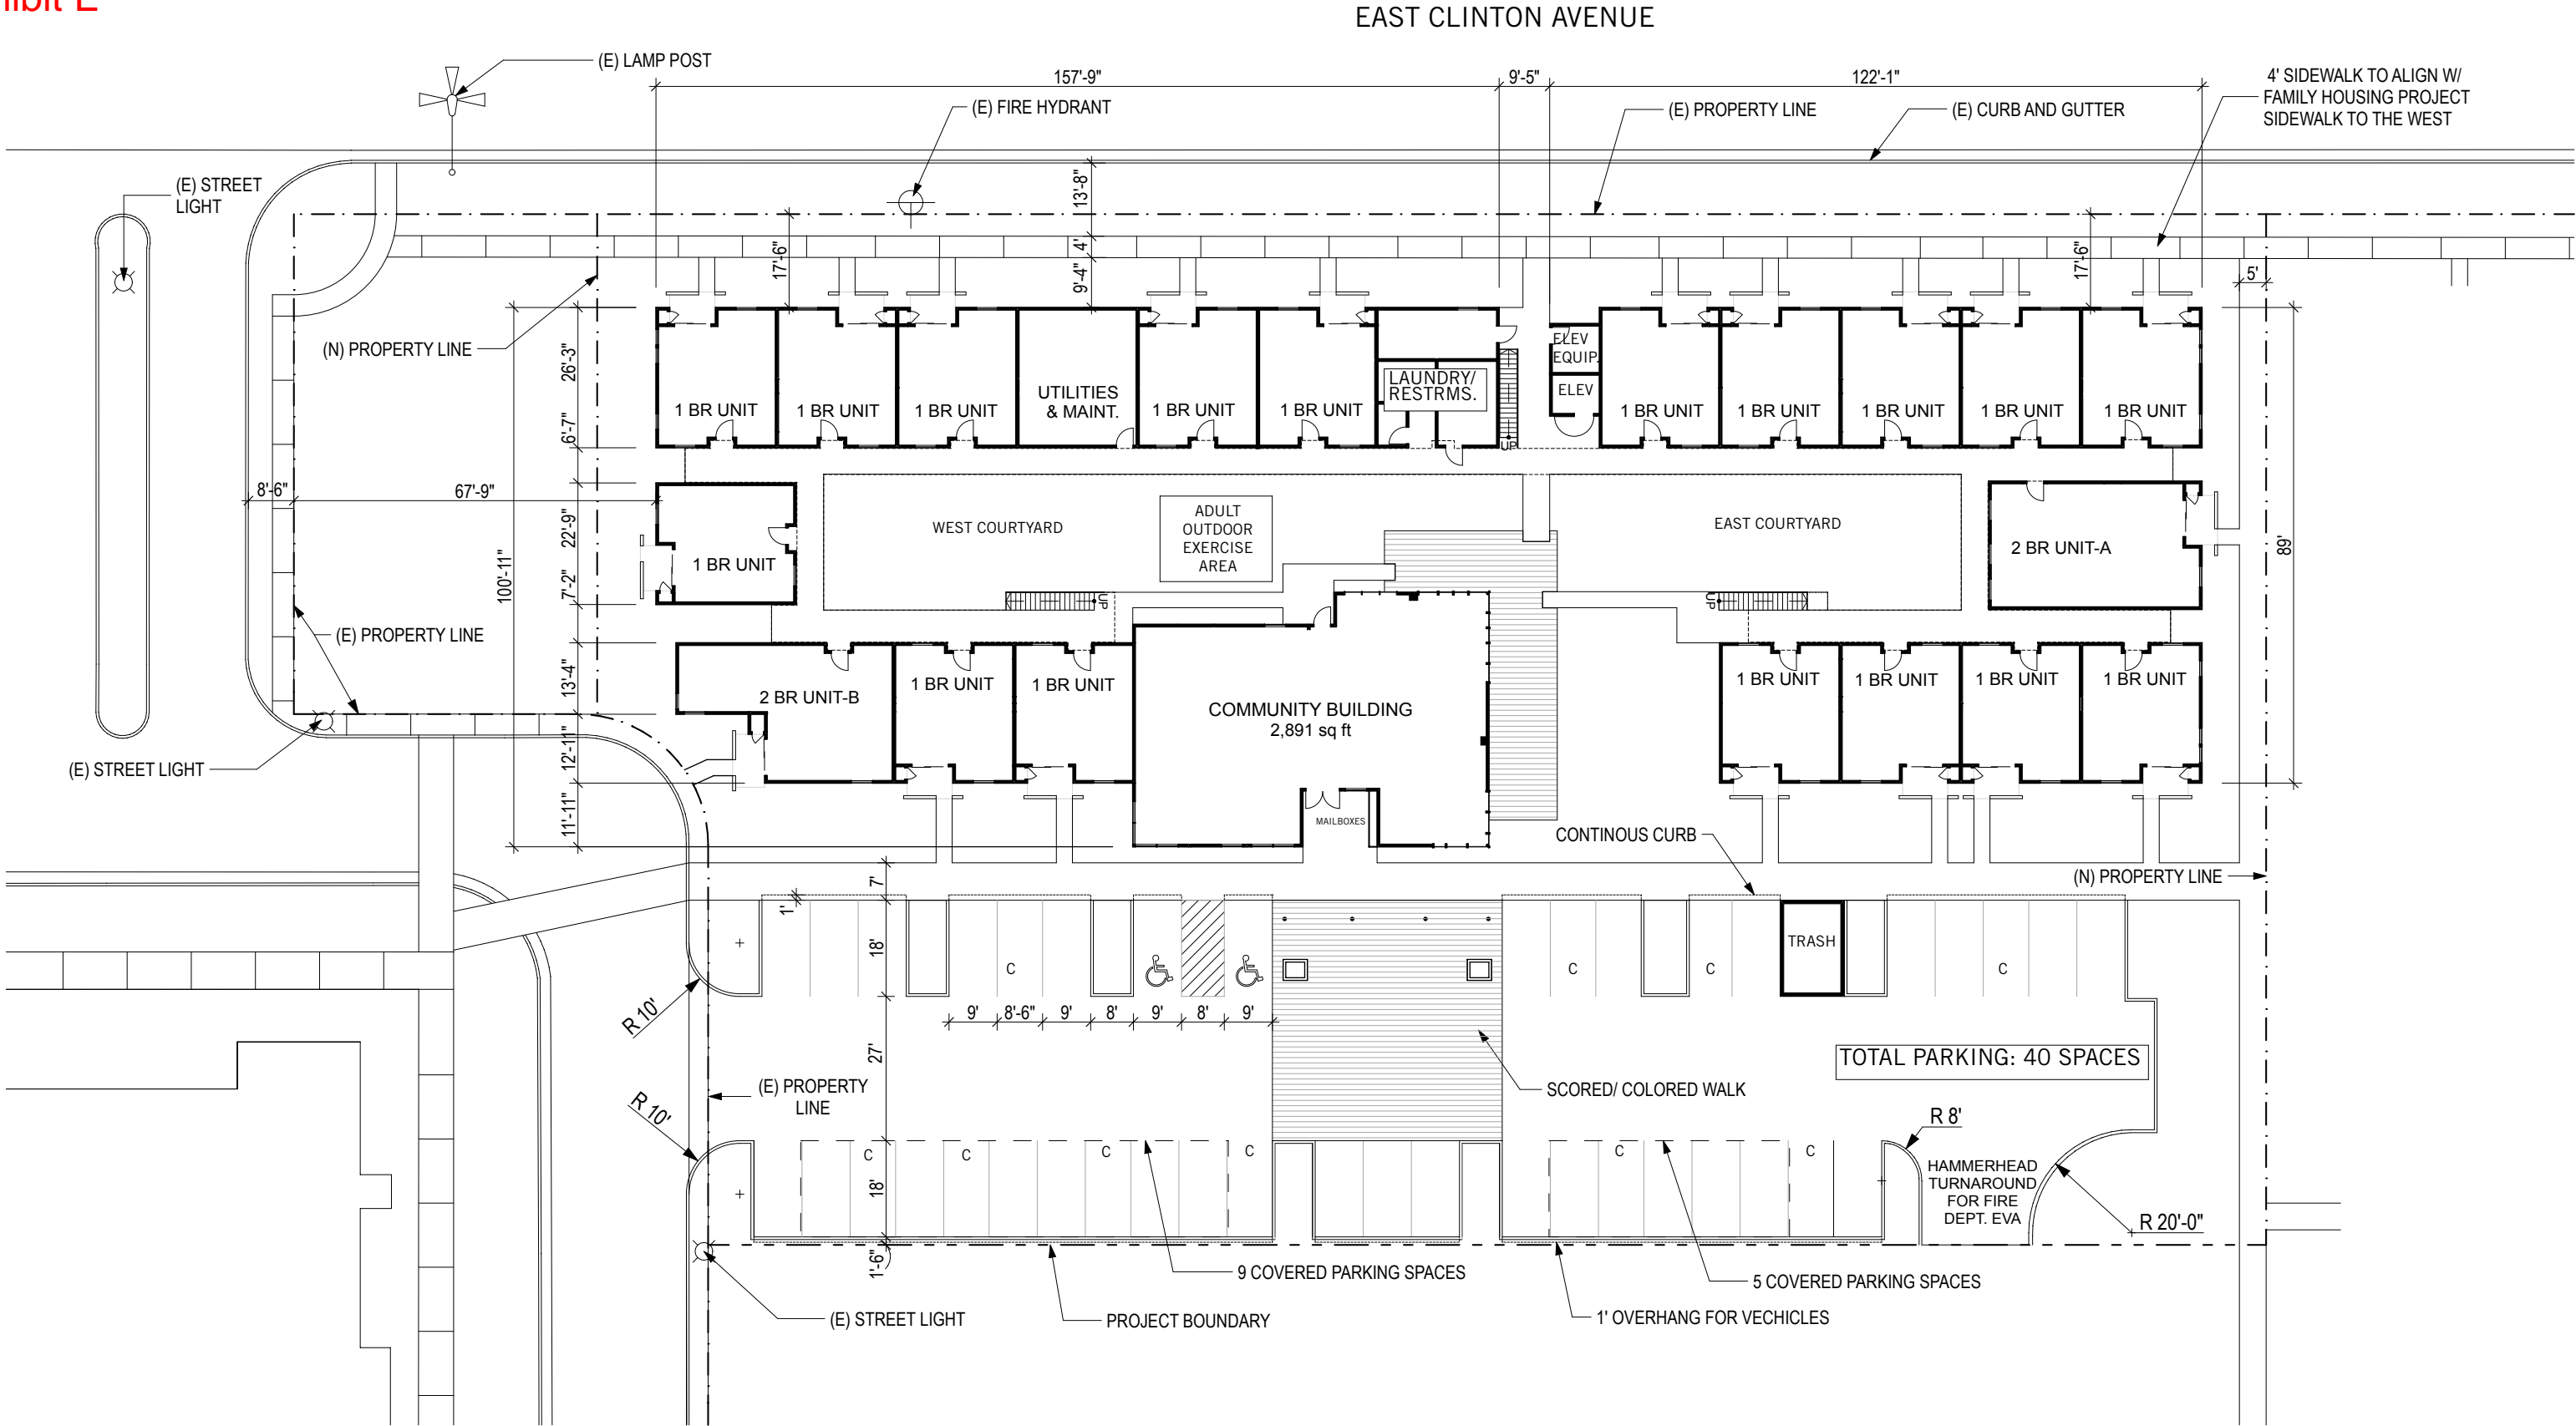 hibit E
EAST CLINTON AVENUE
(E) LAMP POST
157'-9"
9'-5"
122'-1"
4' SIDEWALK TO ALIGN W/
FAMILY HOUSING PROJECT
SIDEWALK TO THE WEST
(E) FIRE HYDRANT
(E) PROPERTY LINE
(E) CURB AND GUTTER
(E) STREET
LIGHT
13'-8"
17'-6"
4'
9'-4"
17'-6"
5'
(N) PROPERTY LINE
26'-3"
6'-7"
1 BR UNIT
1 BR UNIT
1 BR UNIT
UTILITIES
& MAINT.
1 BR UNIT
1 BR UNIT
LAUNDRY/
RESTRMS.
UP
ELEV
EQUIP.
ELEV
1 BR UNIT
1 BR UNIT
1 BR UNIT
1 BR UNIT
1 BR UNIT
8'-6"
67'-9"
100'-11"
22'-9"
7'-2"
1 BR UNIT
WEST COURTYARD
ADULT
OUTDOOR
EXERCISE
AREA
EAST COURTYARD
2 BR UNIT-A
89'
UP
UP
(E) PROPERTY LINE
13'-4"
12'-11"
11'-11"
2 BR UNIT-B
1 BR UNIT
1 BR UNIT
COMMUNITY BUILDING
2,891 sq ft
MAILBOXES
1 BR UNIT
1 BR UNIT
1 BR UNIT
1 BR UNIT
(E) STREET LIGHT
CONTINOUS CURB
(N) PROPERTY LINE
7'
1'
18'
C
C
C
TRASH
C
R 10'
9'
8'-6"
9'
8'
9'
8'
9'
27'
TOTAL PARKING: 40 SPACES
(E) PROPERTY
LINE
SCORED/ COLORED WALK
R 10'
R 8'
C
C
C
C
C
C
18'
HAMMERHEAD
TURNAROUND
FOR FIRE
DEPT. EVA
R 20'-0"
1'-6"
9 COVERED PARKING SPACES
5 COVERED PARKING SPACES
(E) STREET LIGHT
PROJECT BOUNDARY
1' OVERHANG FOR VECHICLES